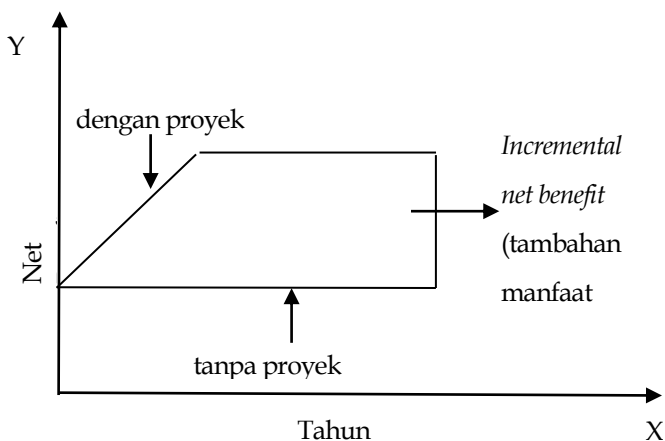 Y
dengan proyek
Incremental
net benefit
(tambahan
manfaat
Net
tanpa proyek
Tahun
X